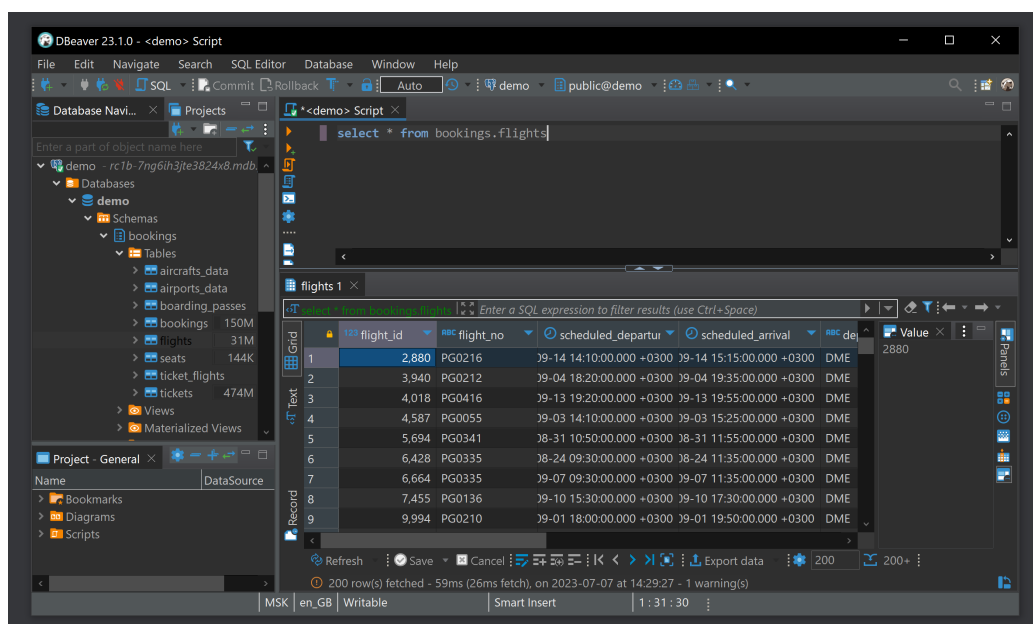 DBeaver 23.1.0 - <demo> Script
File Edit Navigate Search SQL Editor Database Window Help
SQL Commit Rollback Auto demo public@demo
Database Navi... Projects
*<demo> Script
Enter a part of object name here
select * from bookings.flights
demo - rc1b-7ng6ih3jte3824x8.mdb.
Databases
demo
Schemas
bookings
Tables
aircrafts_data
airports_data
boarding_passes
bookings 150M
flights 31M
seats 144K
ticket_flights
tickets 474M
Views
Materialized Views
Project - General
Name DataSource
Bookmarks
Diagrams
Scripts
flights 1
select * from bookings.fligh Enter a SQL expression to filter results (use Ctrl+Space)
Grid
Text
Record
123 flight_id ABC flight_no scheduled_departur scheduled_arrival ABC de
1 2,880 PG0216 09-14 14:10:00.000 +0300 09-14 15:15:00.000 +0300 DME
2 3,940 PG0212 09-04 18:20:00.000 +0300 09-04 19:35:00.000 +0300 DME
3 4,018 PG0416 09-13 19:20:00.000 +0300 09-13 19:55:00.000 +0300 DME
4 4,587 PG0055 09-03 14:10:00.000 +0300 09-03 15:25:00.000 +0300 DME
5 5,694 PG0341 08-31 10:50:00.000 +0300 08-31 11:55:00.000 +0300 DME
6 6,428 PG0335 08-24 09:30:00.000 +0300 08-24 11:35:00.000 +0300 DME
7 6,664 PG0335 09-07 09:30:00.000 +0300 09-07 11:35:00.000 +0300 DME
8 7,455 PG0136 09-10 15:30:00.000 +0300 09-10 17:30:00.000 +0300 DME
9 9,994 PG0210 09-01 18:00:00.000 +0300 09-01 19:50:00.000 +0300 DME
Value
2880
Panels
Refresh Save Cancel Export data 200 200+
200 row(s) fetched - 59ms (26ms fetch), on 2023-07-07 at 14:29:27 - 1 warning(s)
MSK en_GB Writable Smart Insert 1 : 31 : 30